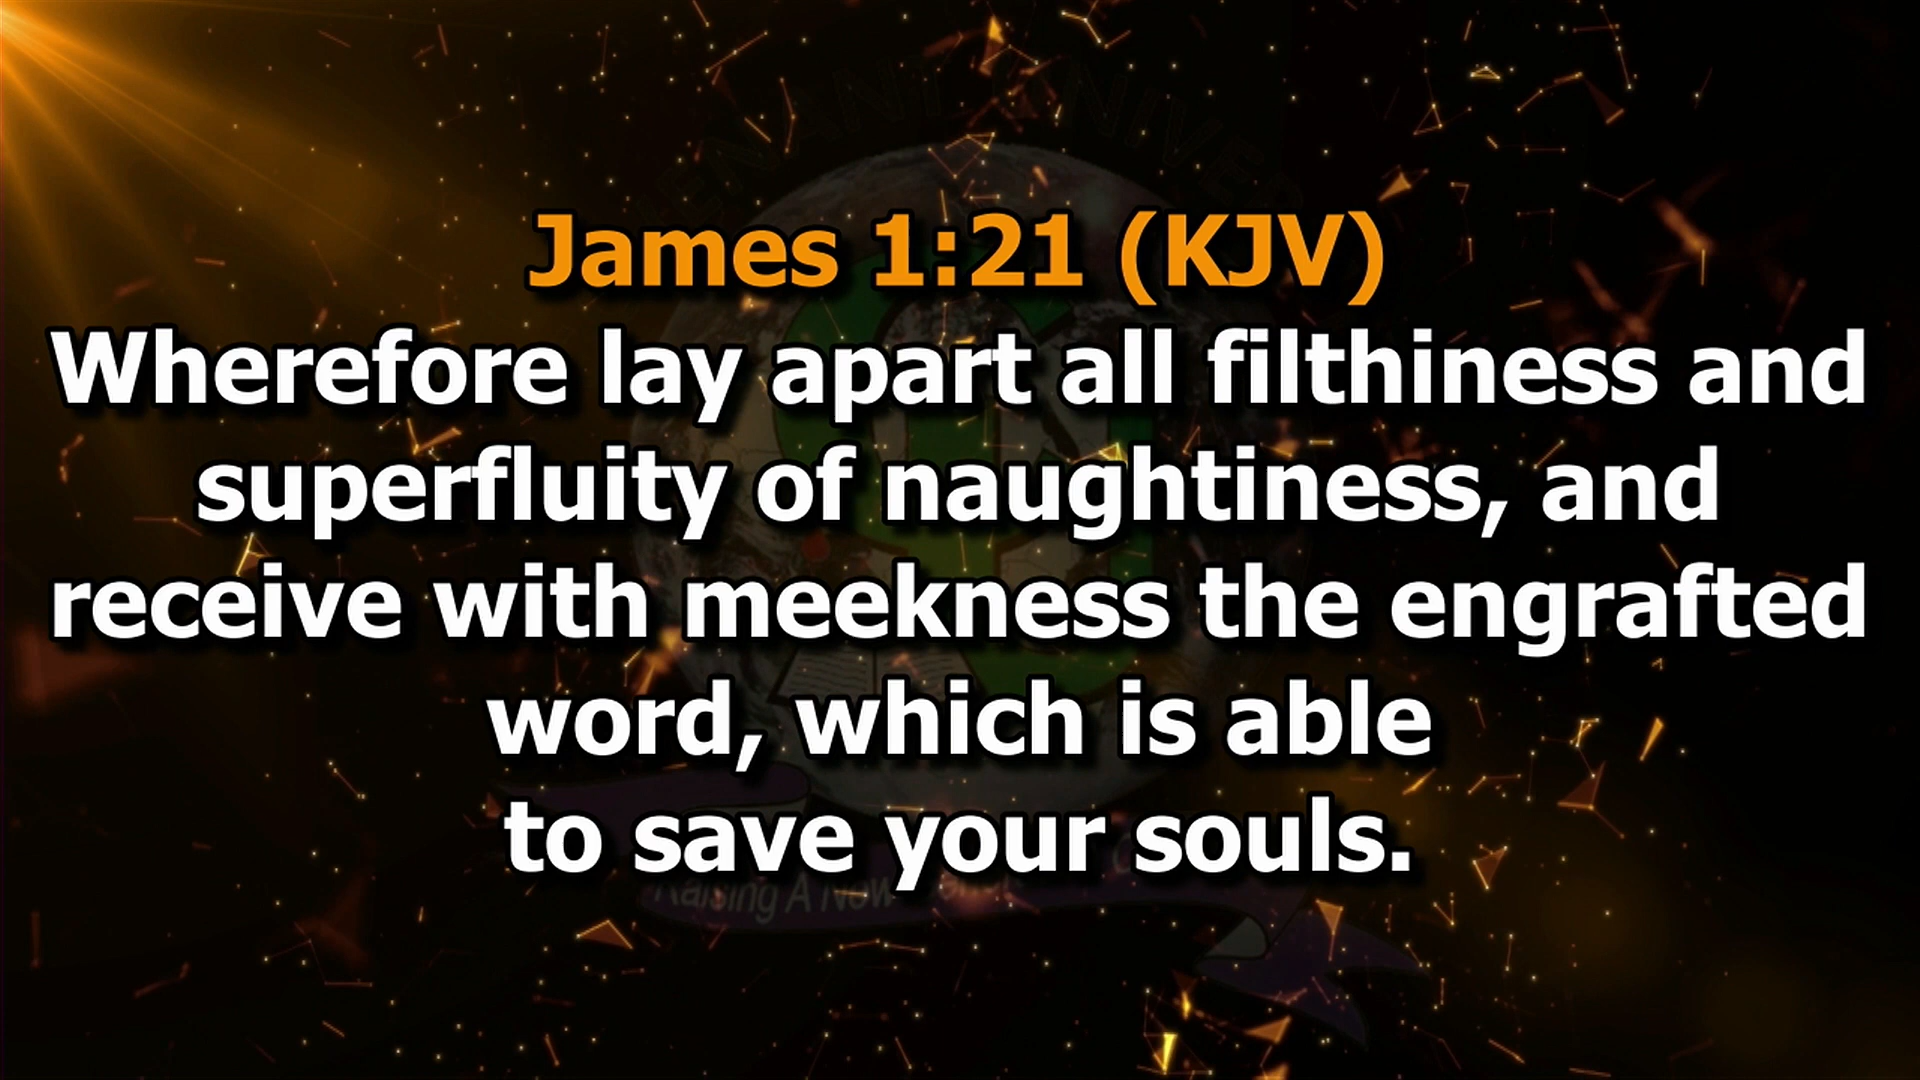 James 1:21 (KJV)
Wherefore lay apart all filthiness and
superfluity of naughtiness, and
receive with meekness the engrafted
word, which is able
to save your souls.
Raising A New